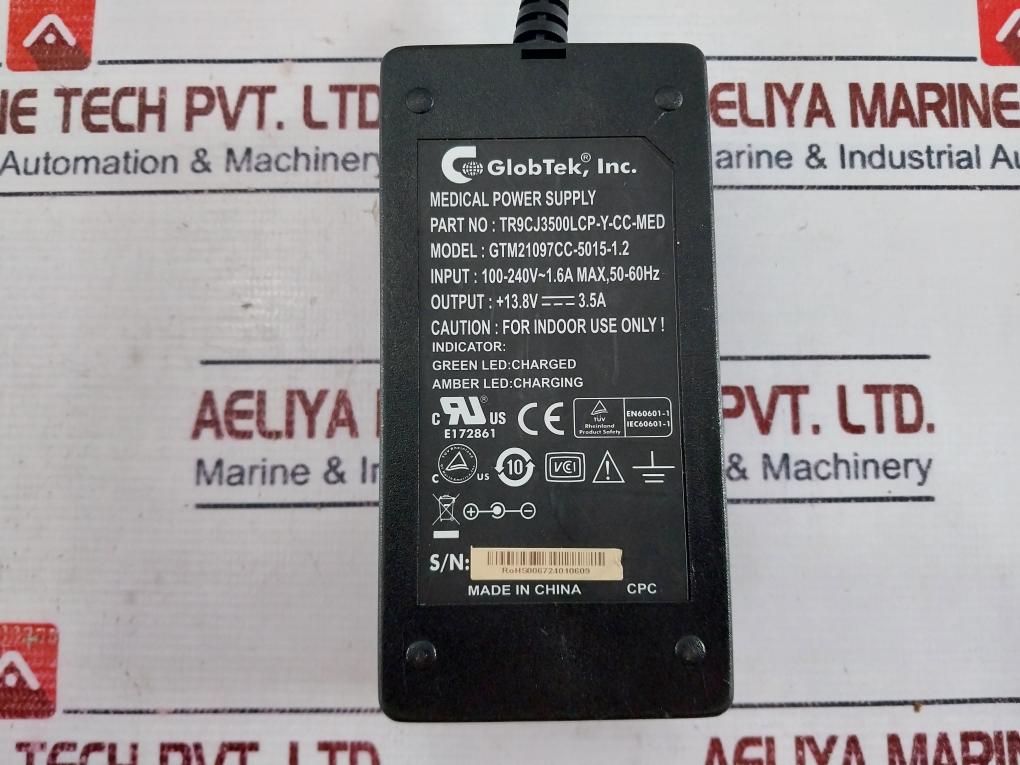 NE TECH PVT. LTD
Automation & Machinery
ELIYA MARINE
arine & Industrial Au
GlobTek®, Inc.
MEDICAL POWER SUPPLY
PART NO : TR9CJ3500LCP-Y-CC-MED
MODEL : GTM21097CC-5015-1.2
INPUT : 100-240V~1.6A MAX,50-60Hz
OUTPUT : +13.8V 3.5A
CAUTION : FOR INDOOR USE ONLY !
INDICATOR:
GREEN LED:CHARGED
AMBER LED:CHARGING
C RU® US
E172861
CE
TÜV
Rheinland
Product Safety
EN60601-1
IEC60601-1
C US
10
VCI
S/N:
RoHS006724010609
MADE IN CHINA CPC
AELIYA
PVT. LTD.
Marine & In
& Machinery
TECH PVT. LTD
AELIYA MARIN